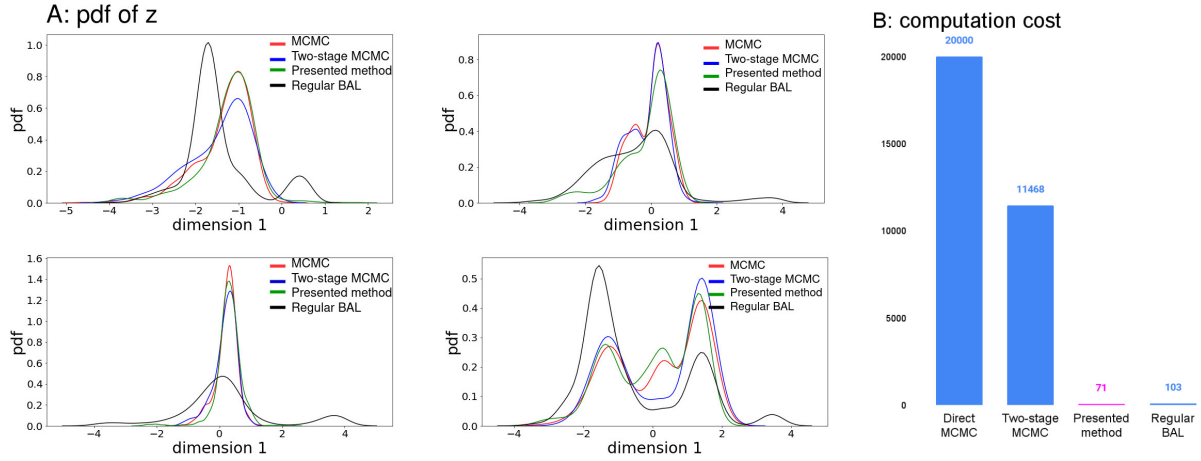 A: pdf of z
MCMC
Two-stage MCMC
Presented method
Regular BAL
pdf
1.0
0.8
0.6
0.4
0.2
0.0
−5 −4 −3 −2 −1 0 1 2
dimension 1
MCMC
Two-stage MCMC
Presented method
Regular BAL
pdf
0.8
0.6
0.4
0.2
0.0
−4 −2 0 2 4
dimension 1
MCMC
Two-stage MCMC
Presented method
Regular BAL
pdf
1.6
1.4
1.2
1.0
0.8
0.6
0.4
0.2
0.0
−4 −2 0 2 4
dimension 1
MCMC
Two-stage MCMC
Presented method
Regular BAL
pdf
0.5
0.4
0.3
0.2
0.1
0.0
−4 −2 0 2 4
dimension 1
B: computation cost
20000
15000
10000
5000
0
20000
11468
71
103
Direct
MCMC
Two-stage
MCMC
Presented
method
Regular
BAL